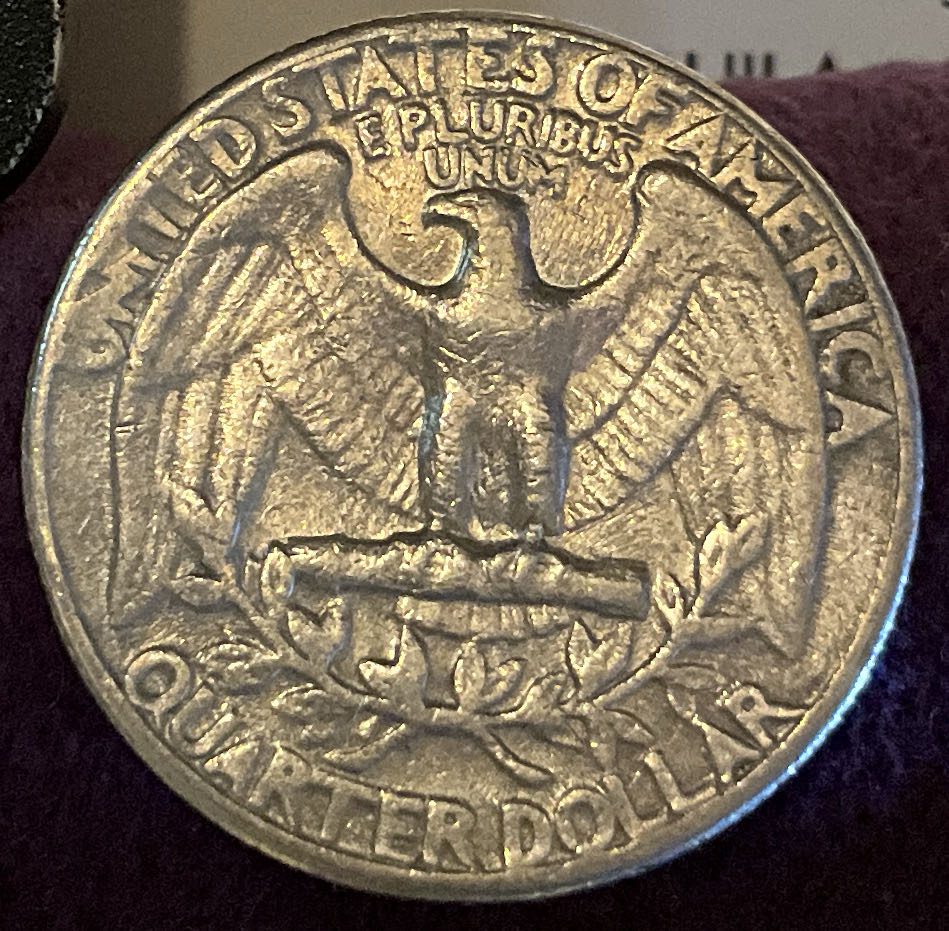 UNITED STATES OF AMERICA
E PLURIBUS
UNUM
QUARTER DOLLAR